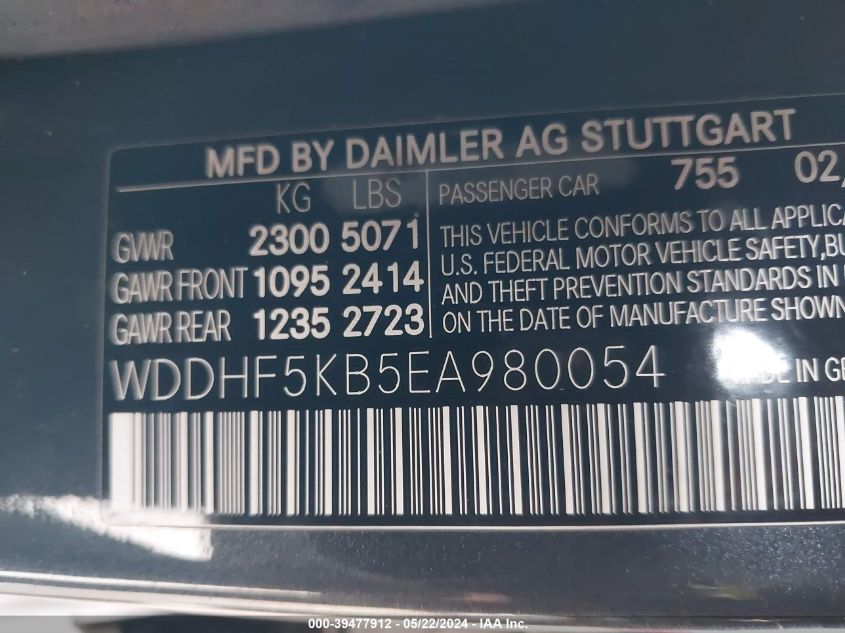 MFD BY DAIMLER AG STUTTGART
KG LBS PASSENGER CAR 755 02
GVWR 2300 5071 THIS VEHICLE CONFORMS TO ALL
U.S. FEDERAL MOTOR VEHICLE SAFETY,
GAWR FRONT 1095 2414 AND THEFT PREVENTION STANDARDS IN
GAWR REAR 1235 2723 ON THE DATE OF MANUFACTURE SHOWN
WDDHF5KB5EA980054 IN
000-39477912 - 05/22/2024 - IAA Inc.